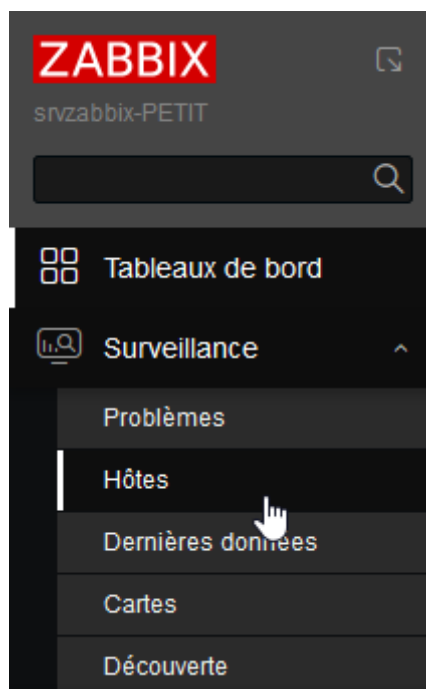 ZABBIX
srvzabbix-PETIT
Tableaux de bord
Surveillance
Problèmes
Hôtes
Dernières données
Cartes
Découverte